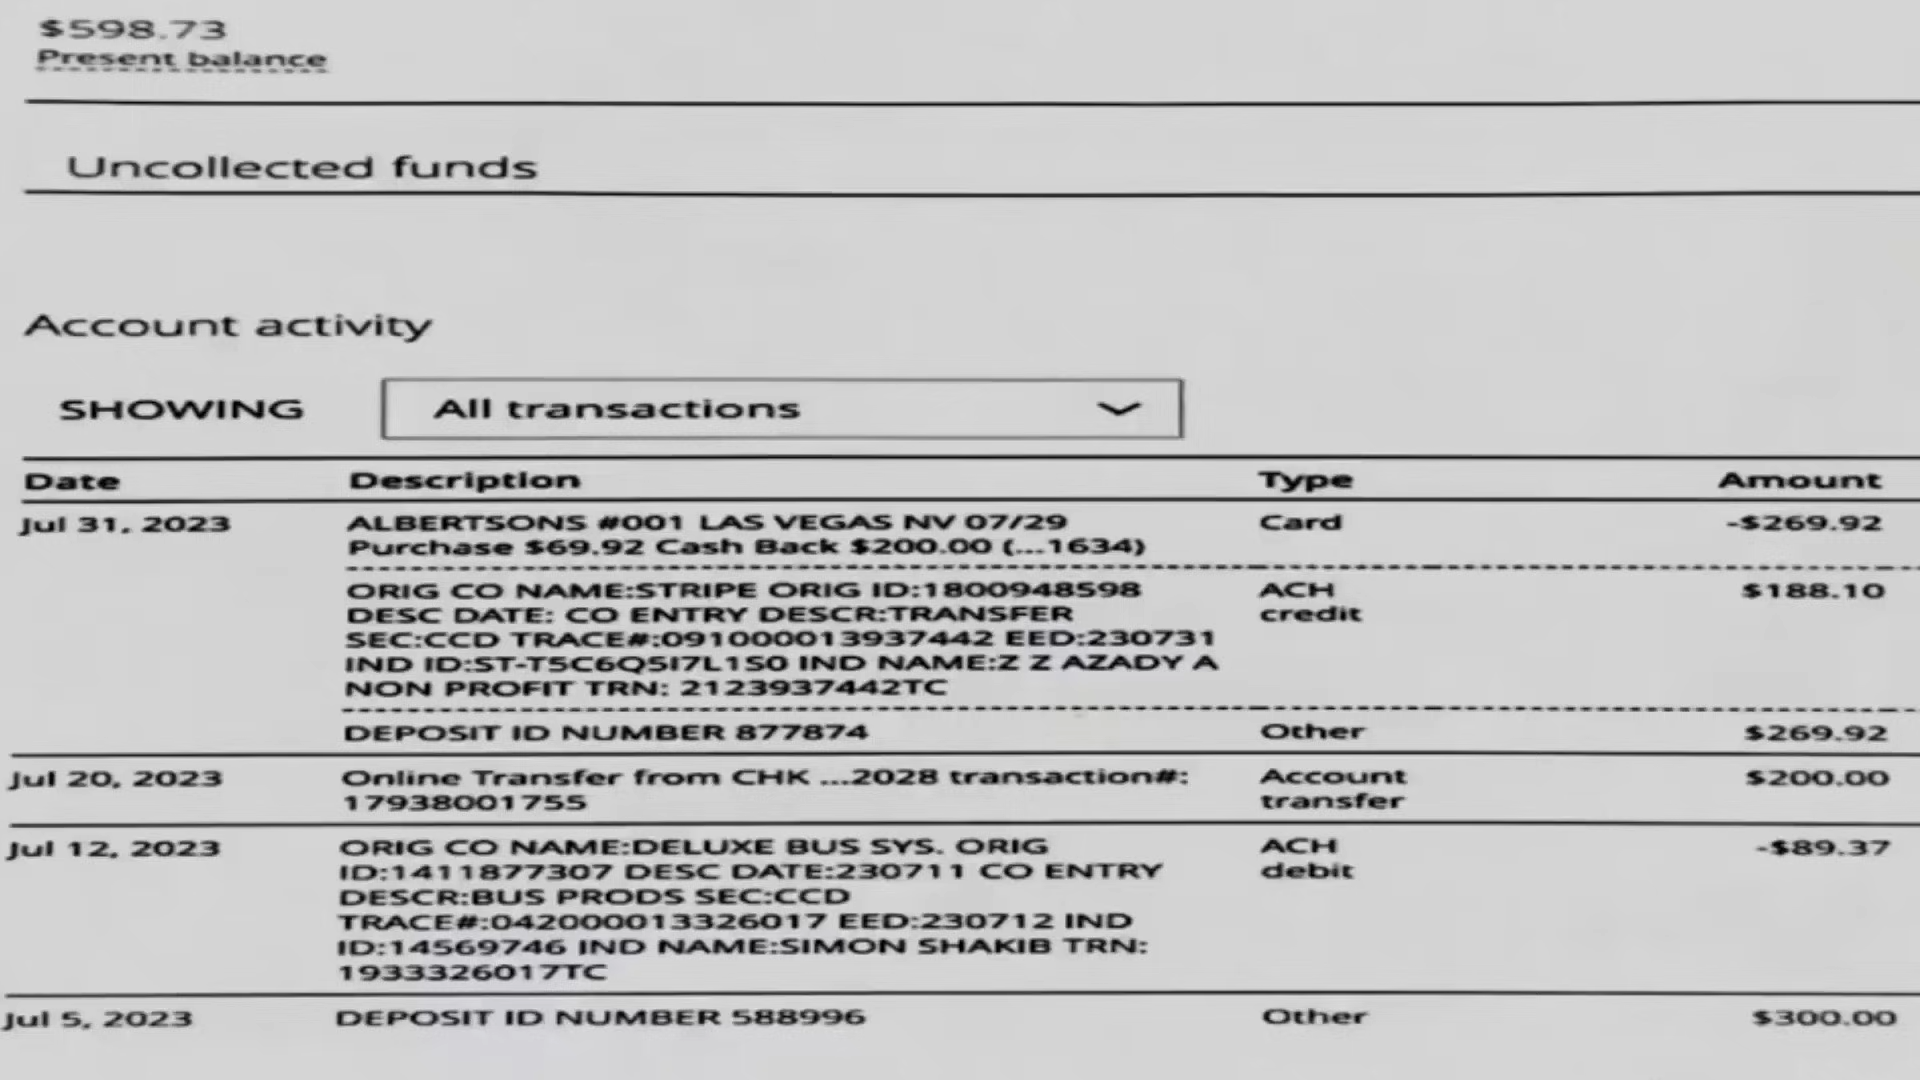 $598.73
Present balance
Uncollected funds
Account activity
SHOWING All transactions
Date Description Type Amount
Jul 31, 2023 ALBERTSONS #001 LAS VEGAS NV 07/29 Card -$269.92
Purchase $69.92 Cash Back $200.00 (...1634)
ORIG CO NAME:STRIPE ORIG ID:1800948598 ACH $188.10
DESC DATE: CO ENTRY DESCR:TRANSFER credit
SEC:CCD TRACE#:091000013937442 EED:230731
IND ID:ST-T5C6Q5I7L1S0 IND NAME:Z Z AZADY A
NON PROFIT TRN: 2123937442TC
DEPOSIT ID NUMBER 877874 Other $269.92
Jul 20, 2023 Online Transfer from CHK ...2028 transaction#: Account $200.00
17938001755 transfer
Jul 12, 2023 ORIG CO NAME:DELUXE BUS SYS. ORIG ACH -$89.37
ID:1411877307 DESC DATE:230711 CO ENTRY debit
DESCR:BUS PRODS SEC:CCD
TRACE#:042000013326017 EED:230712 IND
ID:14569746 IND NAME:SIMON SHAKIB TRN:
1933326017TC
Jul 5, 2023 DEPOSIT ID NUMBER 588996 Other $300.00